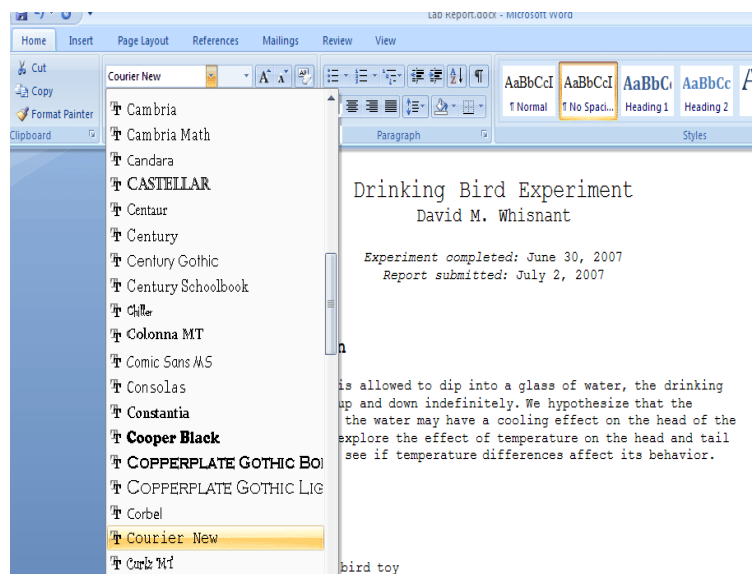 Lab Report.docx - Microsoft Word
Home Insert Page Layout References Mailings Review View
Cut
Copy
Format Painter
Clipboard
Courier New
Paragraph
AaBbCcI AaBbCcI AaBbC AaBbCc A
¶ Normal ¶ No Spaci... Heading 1 Heading 2
Styles
Cambria
Cambria Math
Candara
CASTELLAR
Centaur
Century
Century Gothic
Century Schoolbook
Chiller
Colonna MT
Comic Sans MS
Consolas
Constantia
Cooper Black
COPPERPLATE GOTHIC BO
COPPERPLATE GOTHIC LIG
Corbel
Courier New
Curlz MT
Drinking Bird Experiment
David M. Whisnant
Experiment completed: June 30, 2007
Report submitted: July 2, 2007
n
is allowed to dip into a glass of water, the drinking
up and down indefinitely. We hypothesize that the
the water may have a cooling effect on the head of the
explore the effect of temperature on the head and tail
see if temperature differences affect its behavior.
bird toy